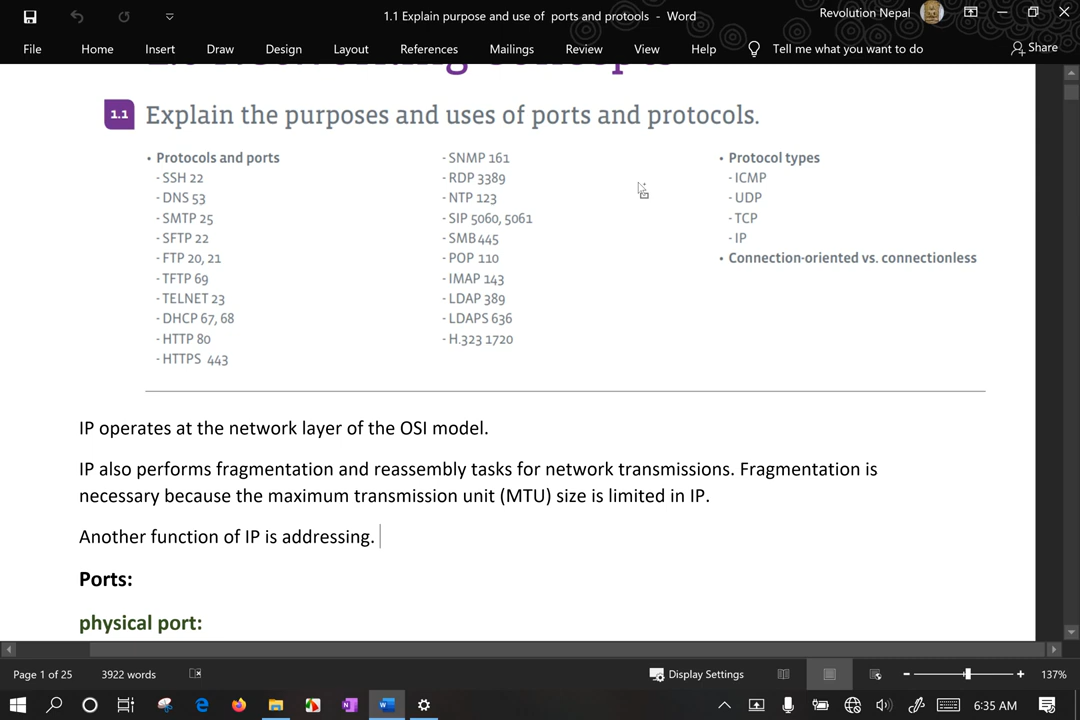 1.1 Explain purpose and use of ports and protools - Word
Revolution Nepal
File Home Insert Draw Design Layout References Mailings Review View Help Tell me what you want to do Share
1.1 Explain the purposes and uses of ports and protocols.
• Protocols and ports
- SSH 22
- DNS 53
- SMTP 25
- SFTP 22
- FTP 20, 21
- TFTP 69
- TELNET 23
- DHCP 67, 68
- HTTP 80
- HTTPS 443
- SNMP 161
- RDP 3389
- NTP 123
- SIP 5060, 5061
- SMB 445
- POP 110
- IMAP 143
- LDAP 389
- LDAPS 636
- H.323 1720
• Protocol types
- ICMP
- UDP
- TCP
- IP
• Connection-oriented vs. connectionless
IP operates at the network layer of the OSI model.
IP also performs fragmentation and reassembly tasks for network transmissions. Fragmentation is
necessary because the maximum transmission unit (MTU) size is limited in IP.
Another function of IP is addressing.
Ports:
physical port:
Page 1 of 25 3922 words Display Settings 137%
6:35 AM